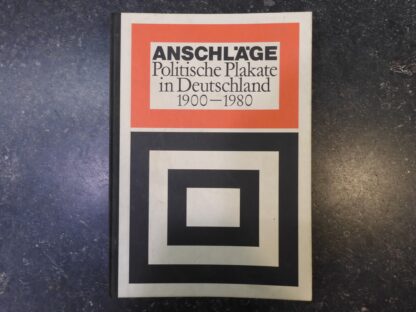 ANSCHLÄGE
Politische Plakate
in Deutschland
1900—1980